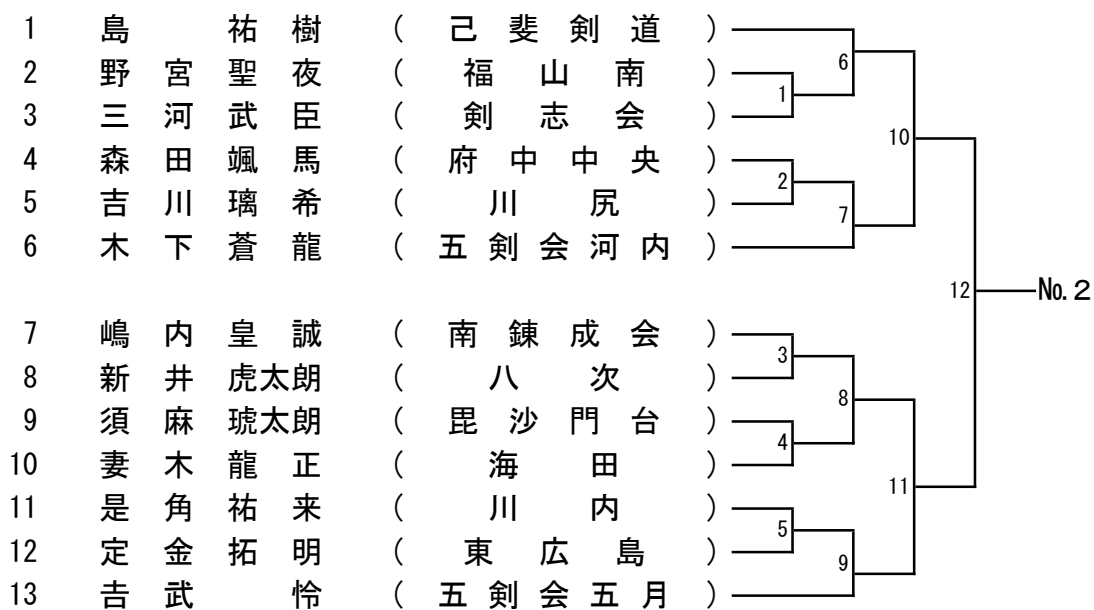 1 島 祐樹 ( 己斐剣道 )
2 野宮聖夜 ( 福山南 )
3 三河武臣 ( 剣志会 )
4 森田颯馬 ( 府中中央 )
5 吉川璃希 ( 川尻 )
6 木下蒼龍 ( 五剣会河内 )
7 嶋内皇誠 ( 南錬成会 )
8 新井虎太朗 ( 八次 )
9 須麻琥太朗 ( 毘沙門台 )
10 妻木龍正 ( 海田 )
11 是角祐来 ( 川内 )
12 定金拓明 ( 東広島 )
13 𠮷武 怜 ( 五剣会五月 )
6
1
10
2
7
12
№2
3
8
4
11
5
9